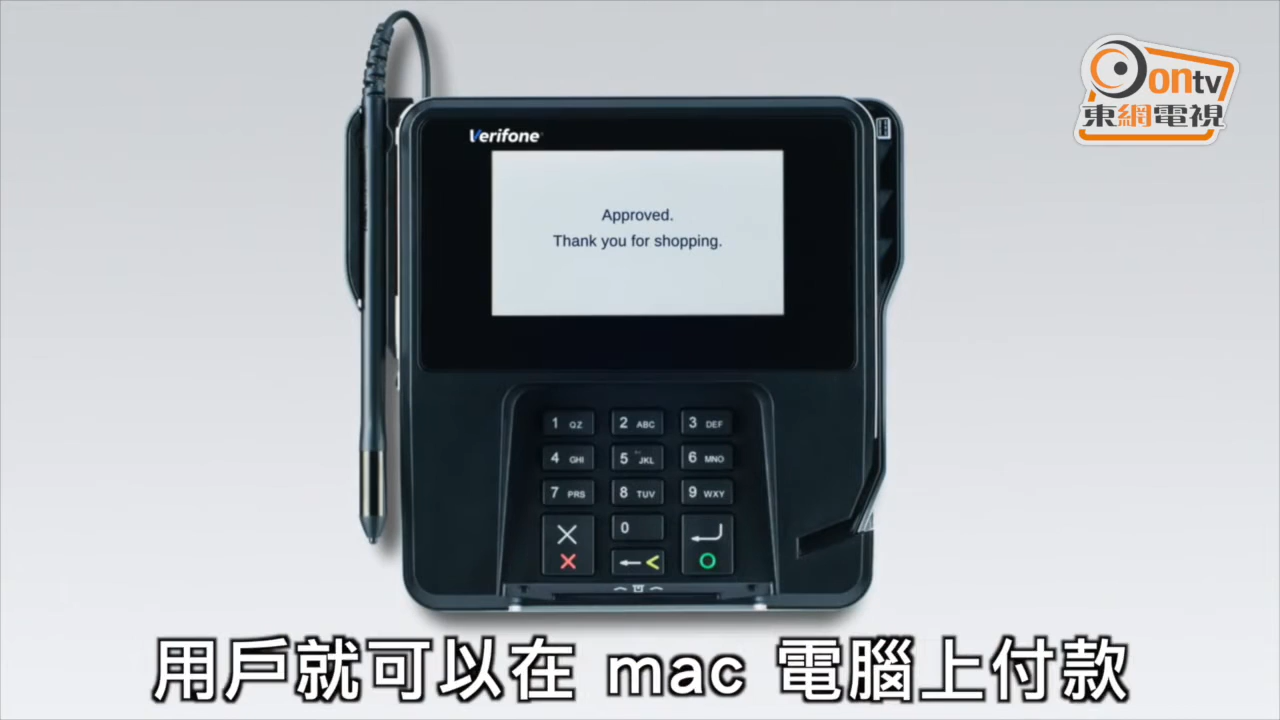 ontv
東網電視
Verifone
Approved.
Thank you for shopping.
1 QZ 2 ABC 3 DEF
4 GHI 5 JKL 6 MNO
7 PRS 8 TUV 9 WXY
0
用戶就可以在 mac 電腦上付款